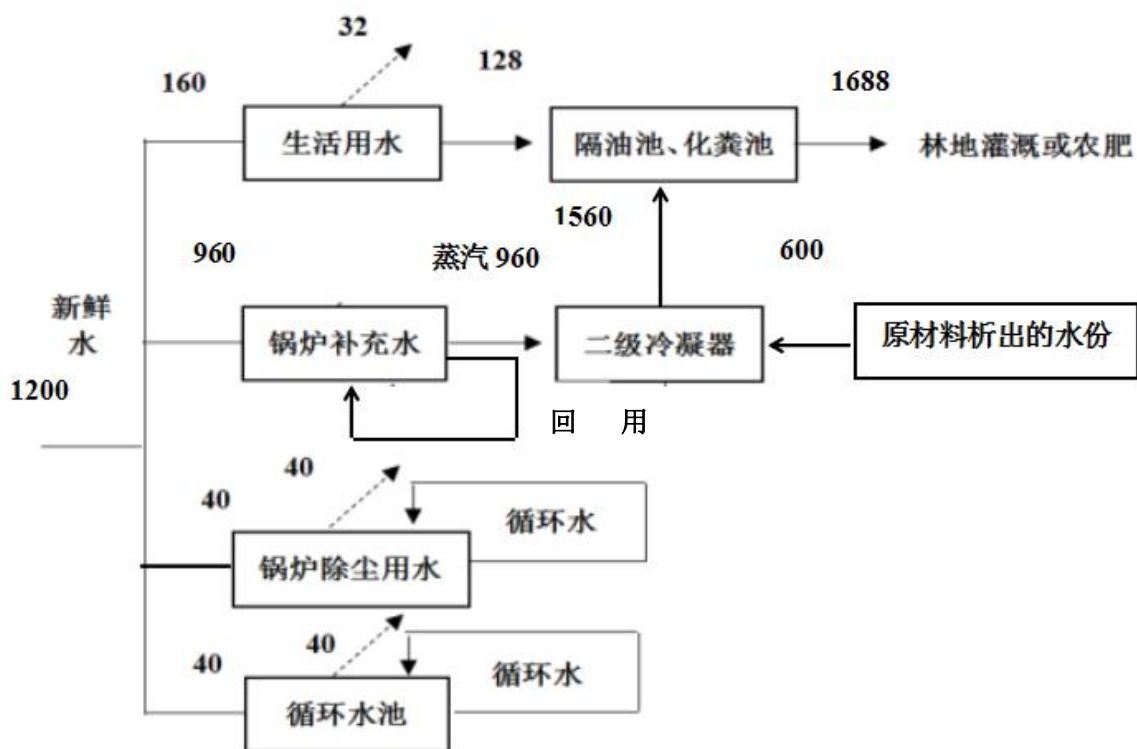 32
160
128
1688
生活用水
隔油池、化粪池
林地灌溉或农肥
1560
960
蒸汽 960
600
新鲜
水
锅炉补充水
二级冷凝器
原材料析出的水份
1200
回 用
40
40
循环水
锅炉除尘用水
40
40
循环水
循环水池